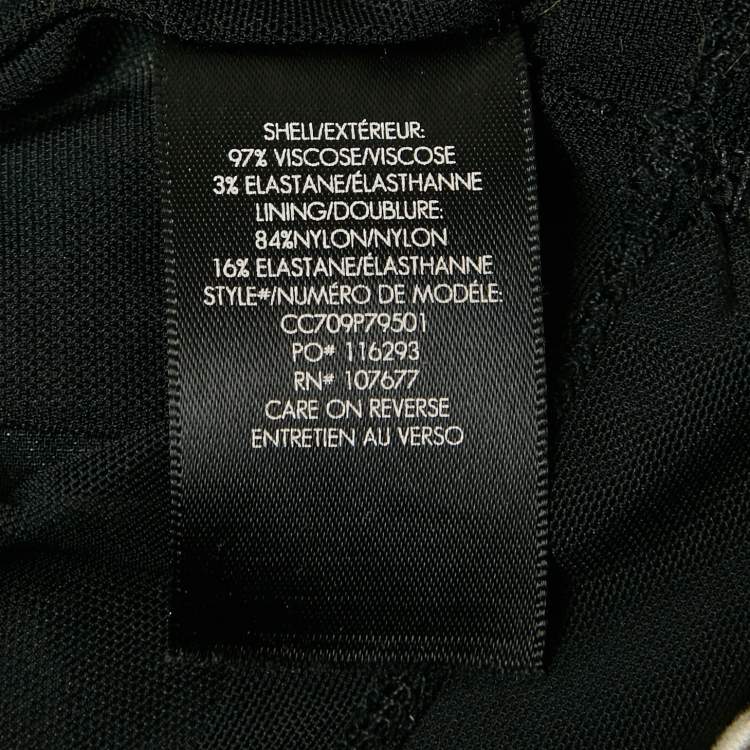 SHELL/EXTÉRIEUR:
97% VISCOSE/VISCOSE
3% ELASTANE/ÉLASTHANNE
LINING/DOUBLURE:
84%NYLON/NYLON
16% ELASTANE/ÉLASTHANNE
STYLE#/NUMÉRO DE MODÉLE:
CC709P79501
PO# 116293
RN# 107677
CARE ON REVERSE
ENTRETIEN AU VERSO